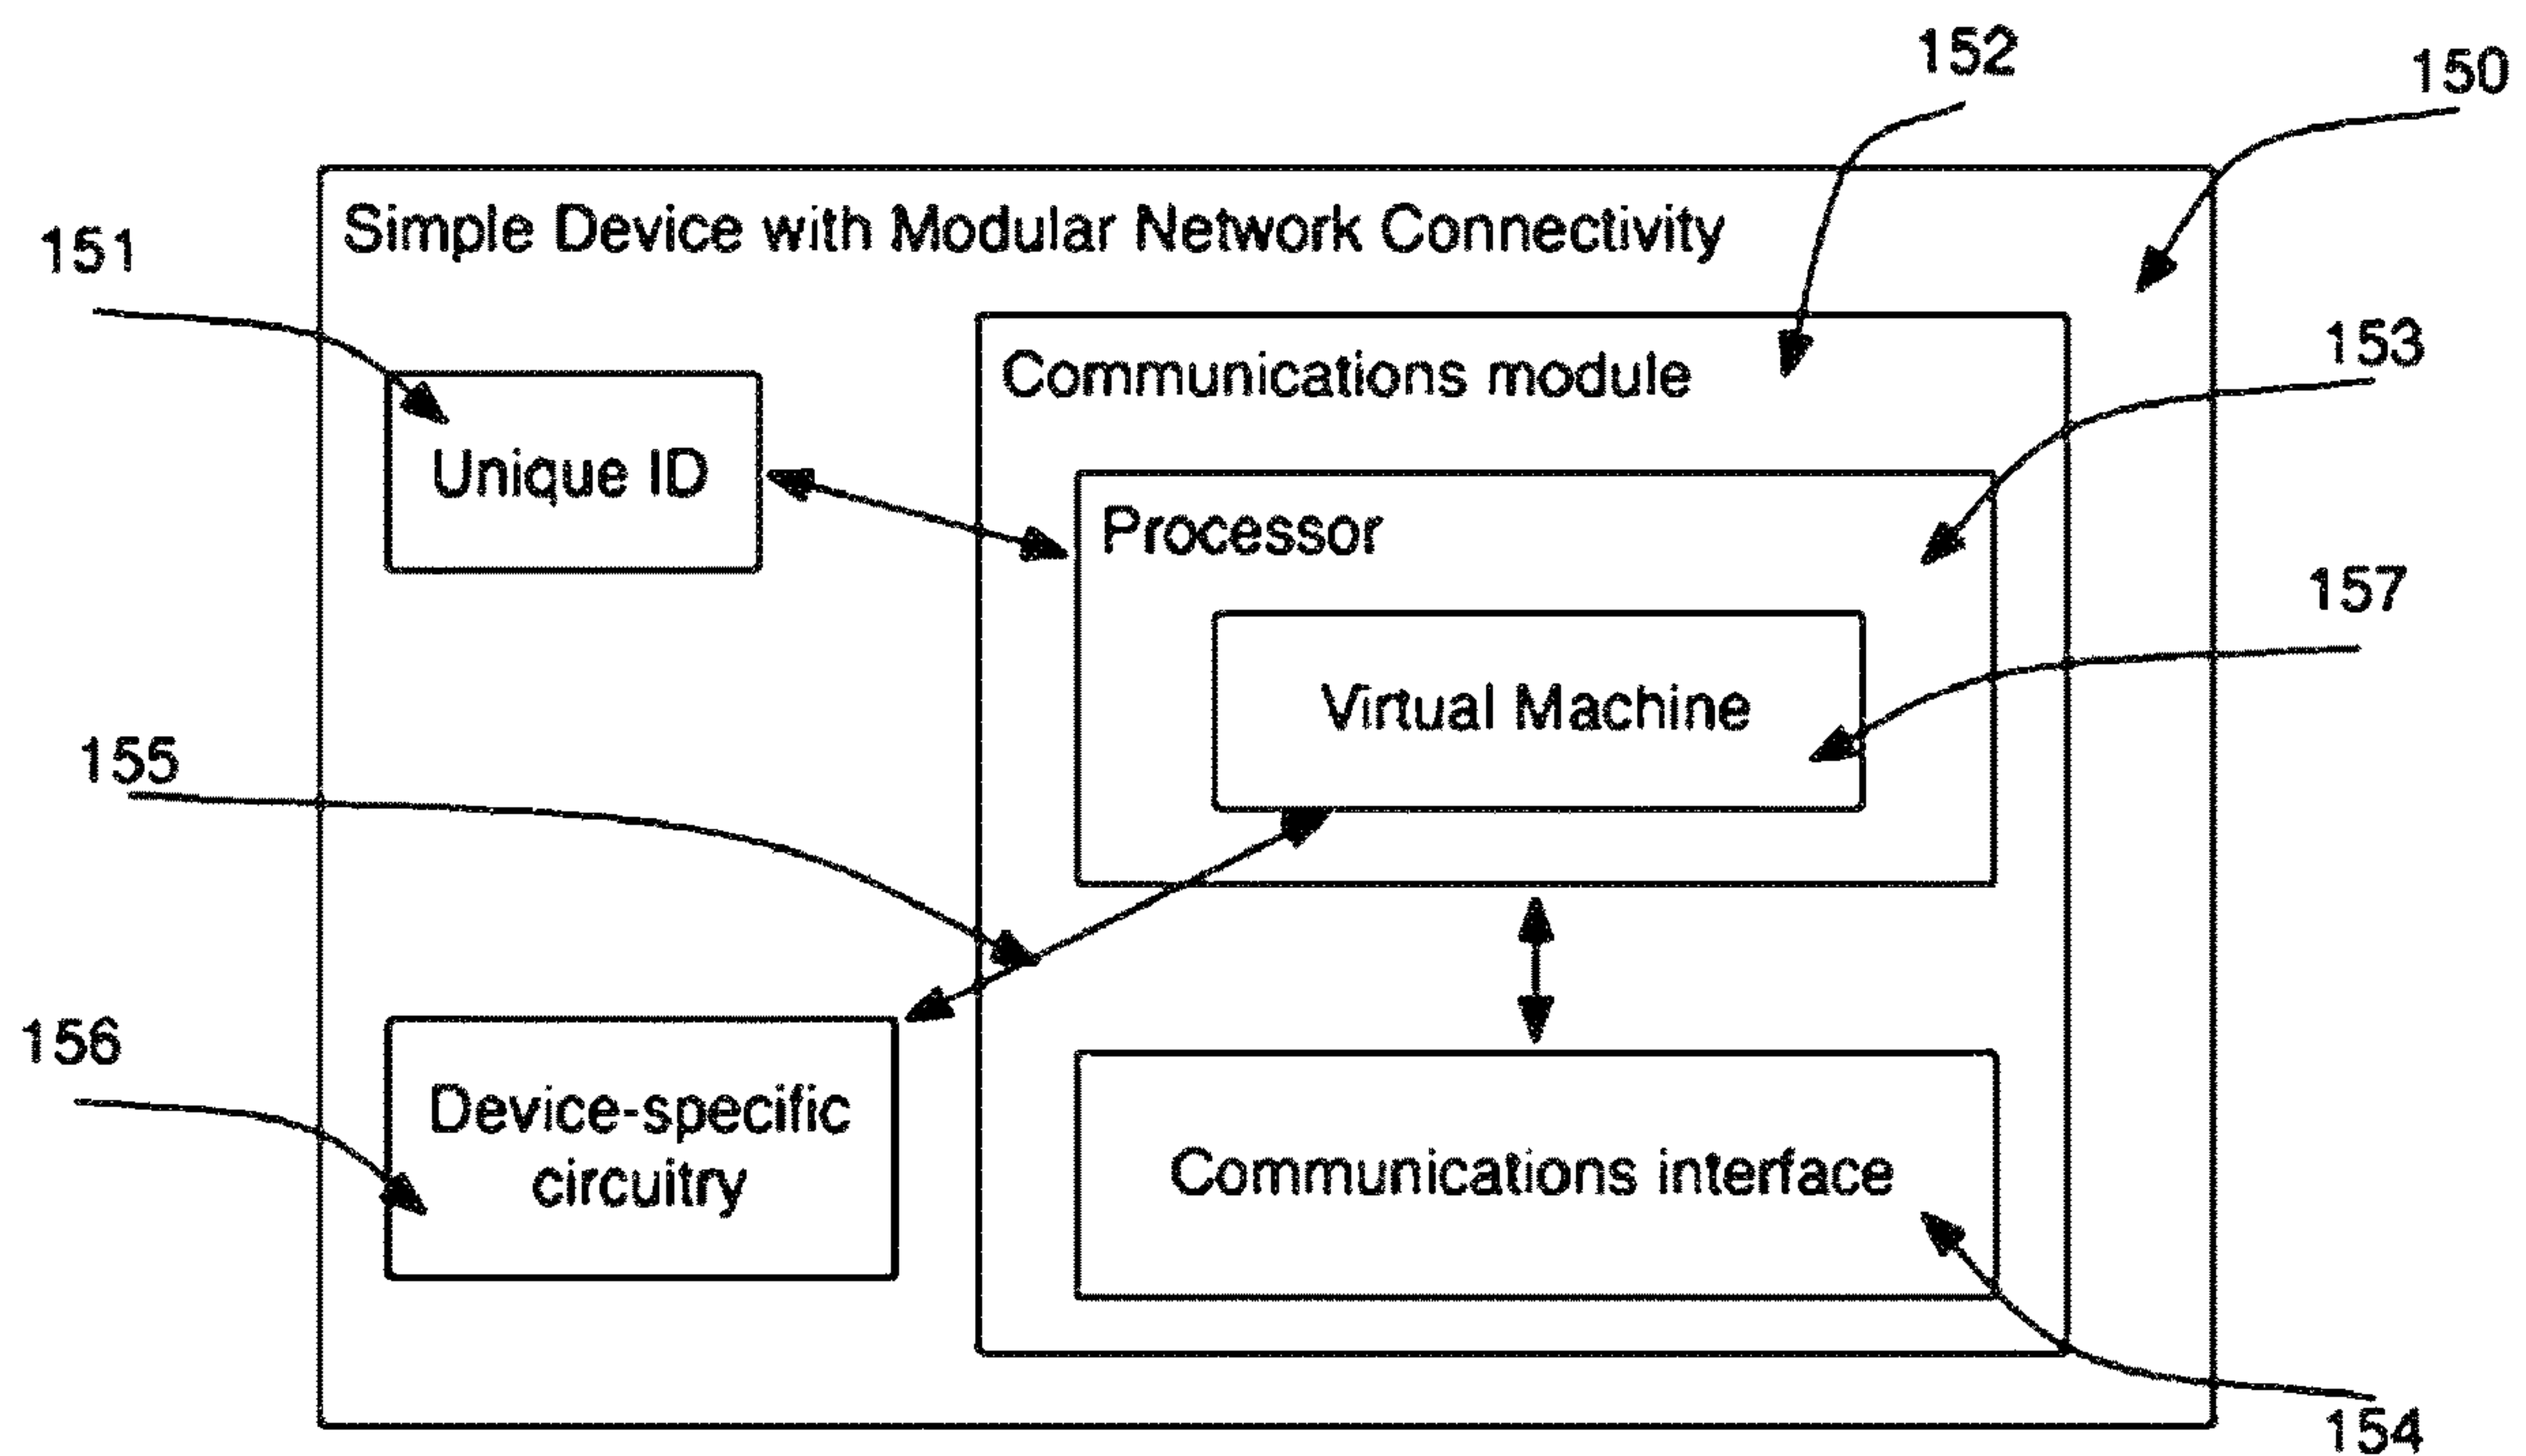 152
150
Simple Device with Modular Network Connectivity
151
Communications module
153
Unique ID
Processor
157
Virtual Machine
155
156
Device-specific
circuitry
Communications interface
154